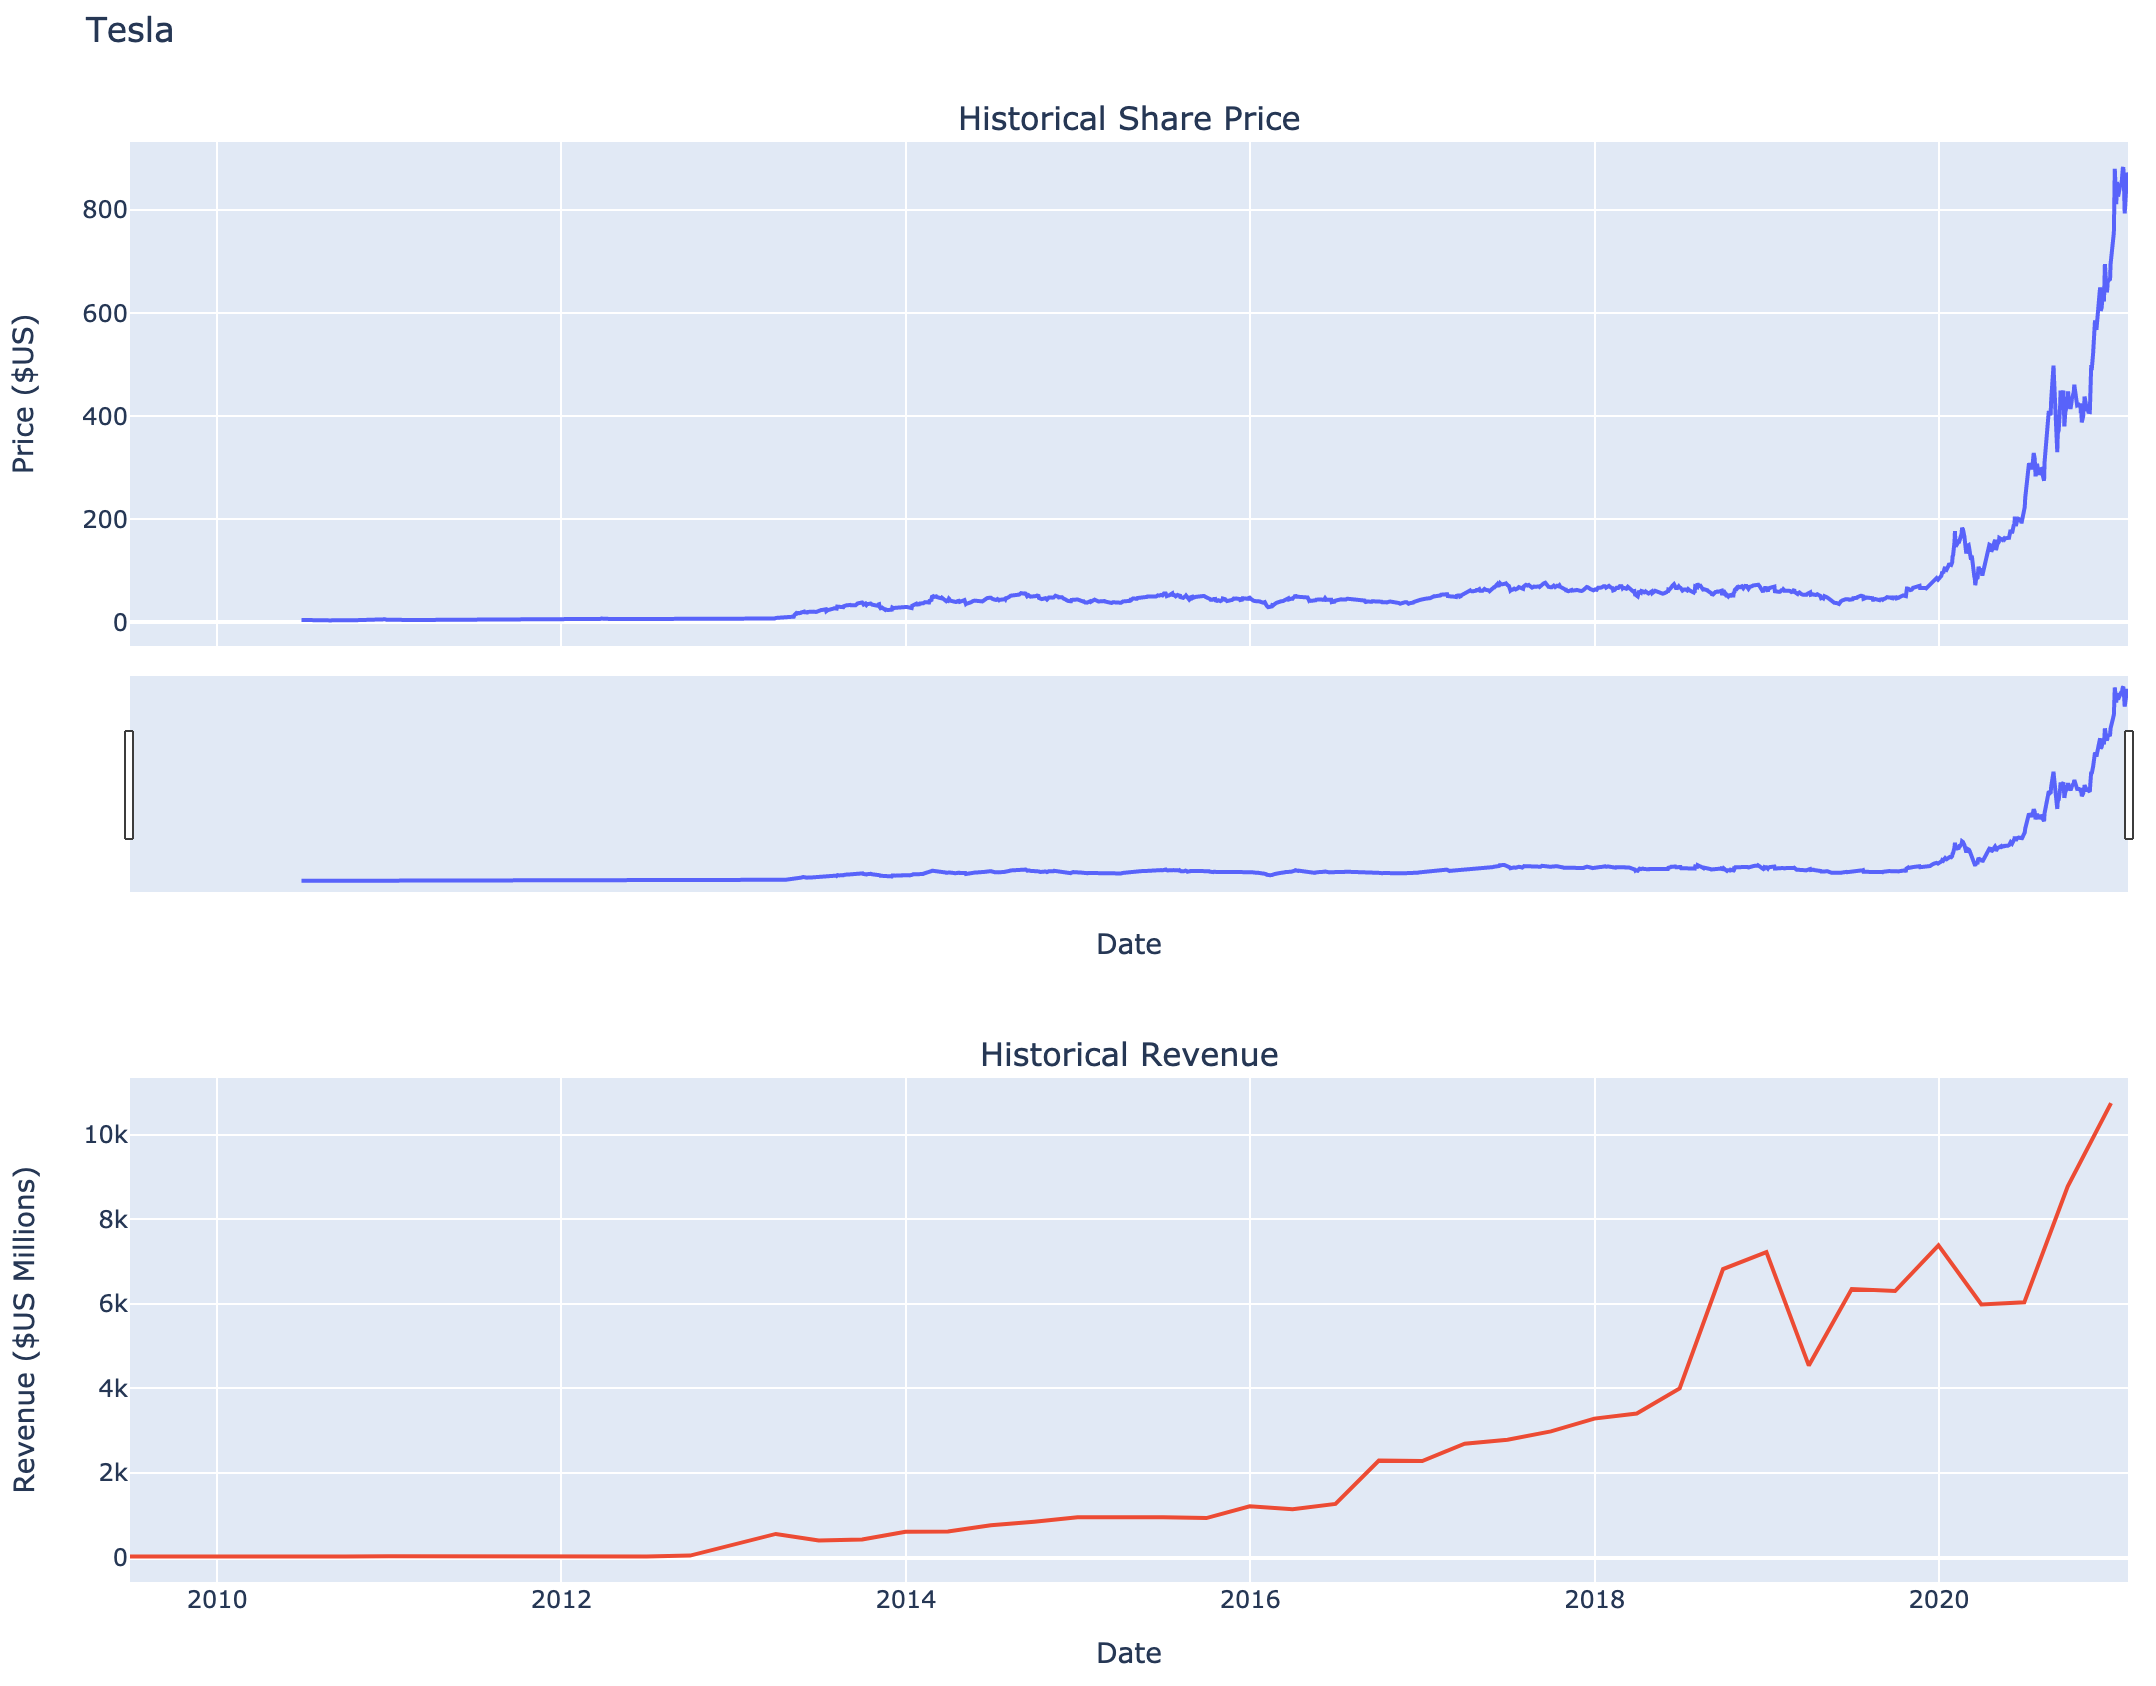 Tesla
Historical Share Price
Price ($US)
800
600
400
200
0
Date
Historical Revenue
Revenue ($US Millions)
10k
8k
6k
4k
2k
0
2010 2012 2014 2016 2018 2020
Date